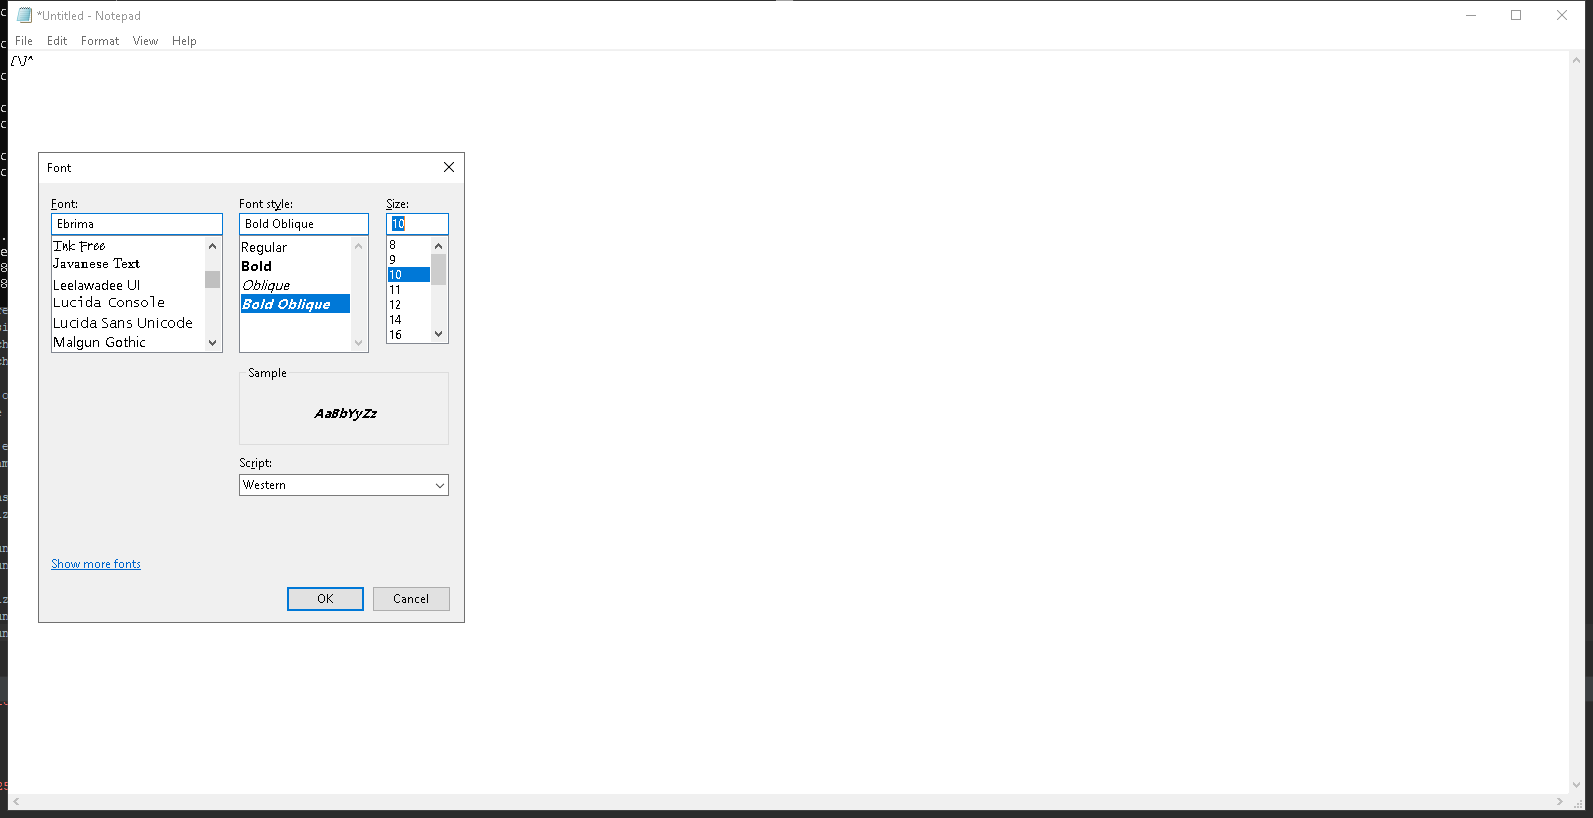 *Untitled - Notepad
File Edit Format View Help
[\]^
Font
Font: Font style: Size:
Ebrima Bold Oblique 10
Ink Free
Javanese Text
Leelawadee UI
Lucida Console
Lucida Sans Unicode
Malgun Gothic
Regular
Bold
Oblique
Bold Oblique
8
9
10
11
12
14
16
Sample
AaBbYyZz
Script:
Western
Show more fonts
OK Cancel